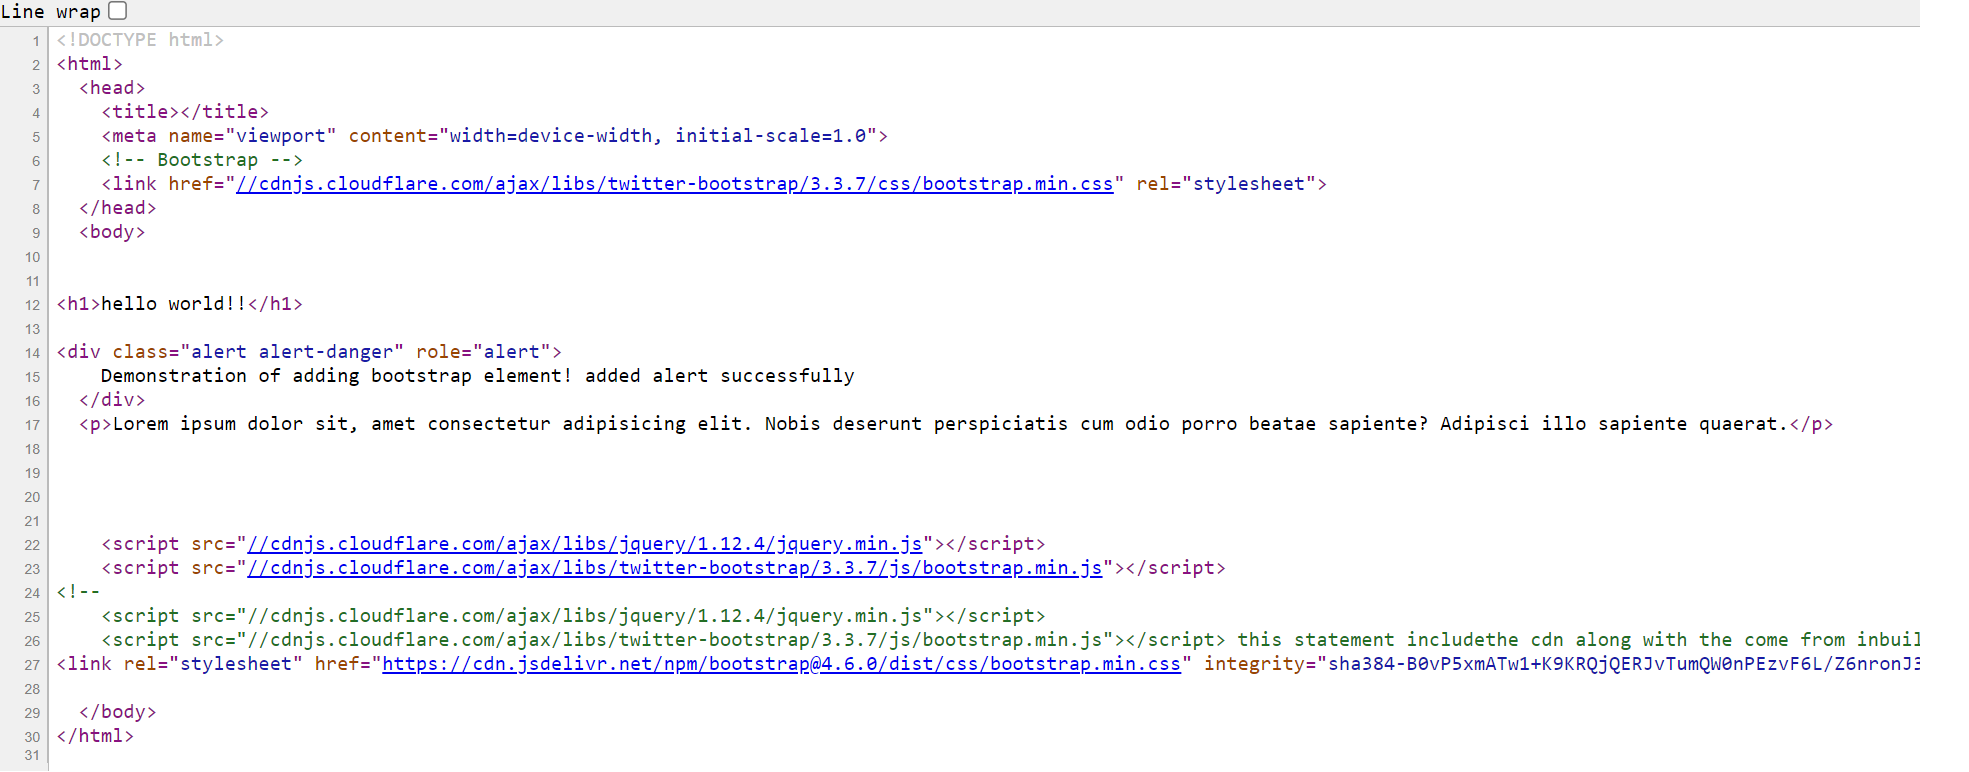 Line wrap
1 <!DOCTYPE html>
2 <html>
3 <head>
4 <title></title>
5 <meta name="viewport" content="width=device-width, initial-scale=1.0">
6 <!-- Bootstrap -->
7 <link href="//cdnjs.cloudflare.com/ajax/libs/twitter-bootstrap/3.3.7/css/bootstrap.min.css" rel="stylesheet">
8 </head>
9 <body>
10
11
12 <h1>hello world!!</h1>
13
14 <div class="alert alert-danger" role="alert">
15 Demonstration of adding bootstrap element! added alert successfully
16 </div>
17 <p>Lorem ipsum dolor sit, amet consectetur adipisicing elit. Nobis deserunt perspiciatis cum odio porro beatae sapiente? Adipisci illo sapiente quaerat.</p>
18
19
20
21
22 <script src="//cdnjs.cloudflare.com/ajax/libs/jquery/1.12.4/jquery.min.js"></script>
23 <script src="//cdnjs.cloudflare.com/ajax/libs/twitter-bootstrap/3.3.7/js/bootstrap.min.js"></script>
24 <!--
25 <script src="//cdnjs.cloudflare.com/ajax/libs/jquery/1.12.4/jquery.min.js"></script>
26 <script src="//cdnjs.cloudflare.com/ajax/libs/twitter-bootstrap/3.3.7/js/bootstrap.min.js"></script> this statement includethe cdn along with the come from inbuil
27 <link rel="stylesheet" href="https://cdn.jsdelivr.net/npm/bootstrap@4.6.0/dist/css/bootstrap.min.css" integrity="sha384-B0vP5xmATw1+K9KRQjQERJvTumQW0nPEzvF6L/Z6nronJ3
28
29 </body>
30 </html>
31